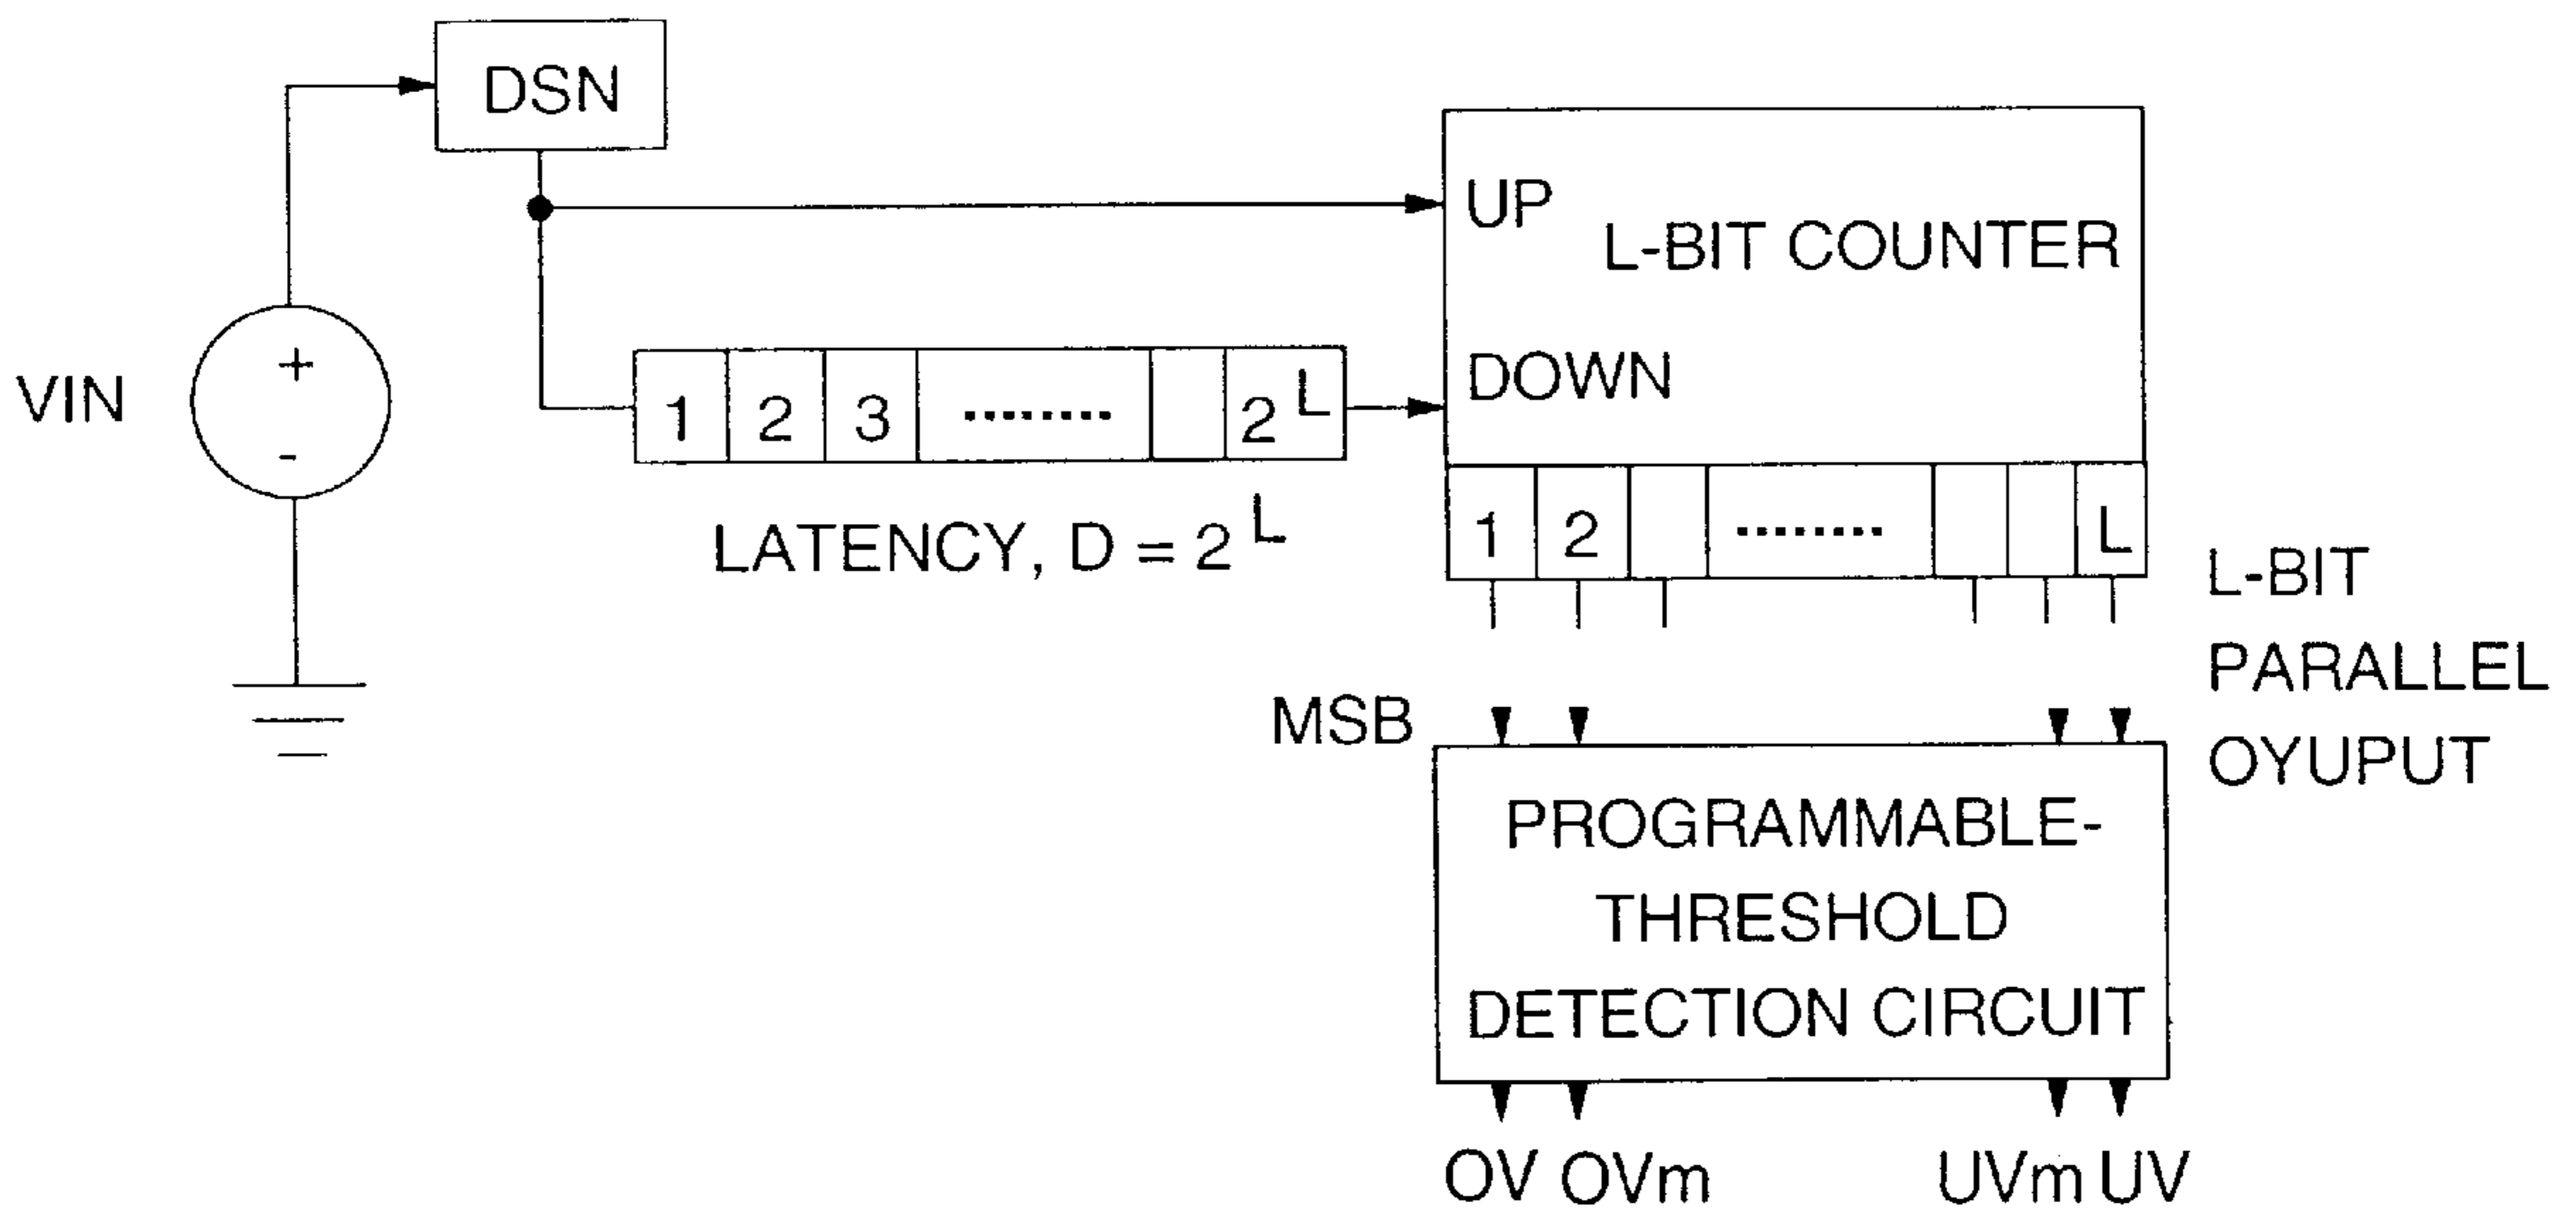 DSN
VIN
+
-
UP
L-BIT COUNTER
DOWN
1 2 3 ........ 2^L
LATENCY, D = 2^L
1 2 ........ L
L-BIT
PARALLEL
OYUPUT
MSB
PROGRAMMABLE-
THRESHOLD
DETECTION CIRCUIT
OV OVm UVm UV